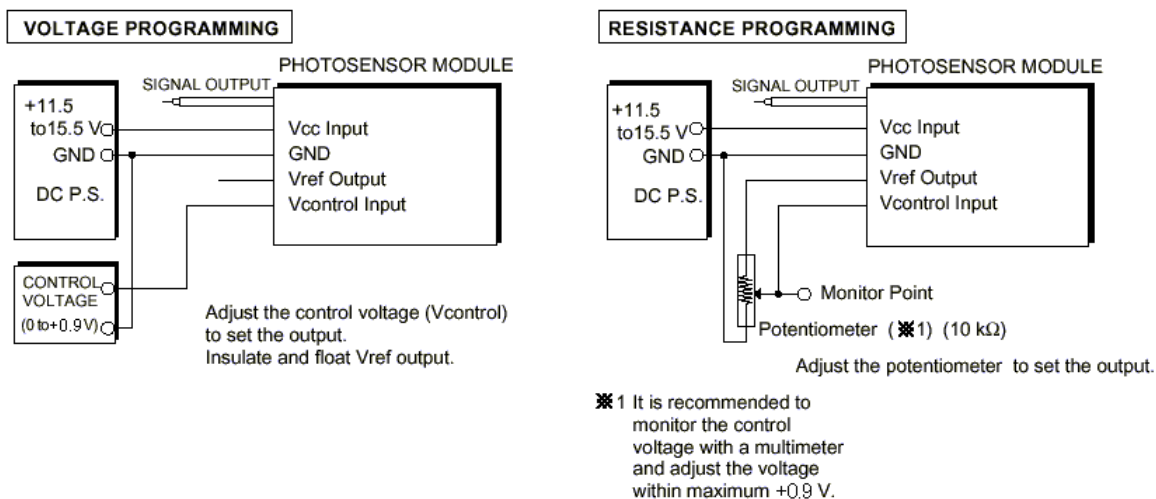 VOLTAGE PROGRAMMING
PHOTOSENSOR MODULE
SIGNAL OUTPUT
+11.5
to15.5 V
GND
DC P.S.
Vcc Input
GND
Vref Output
Vcontrol Input
CONTROL
VOLTAGE
(0 to+0.9V)
Adjust the control voltage (Vcontrol)
to set the output.
Insulate and float Vref output.
RESISTANCE PROGRAMMING
PHOTOSENSOR MODULE
SIGNAL OUTPUT
+11.5
to15.5 V
GND
DC P.S.
Vcc Input
GND
Vref Output
Vcontrol Input
Monitor Point
Potentiometer (※1) (10 kΩ)
Adjust the potentiometer to set the output.
※1 It is recommended to
monitor the control
voltage with a multimeter
and adjust the voltage
within maximum +0.9 V.